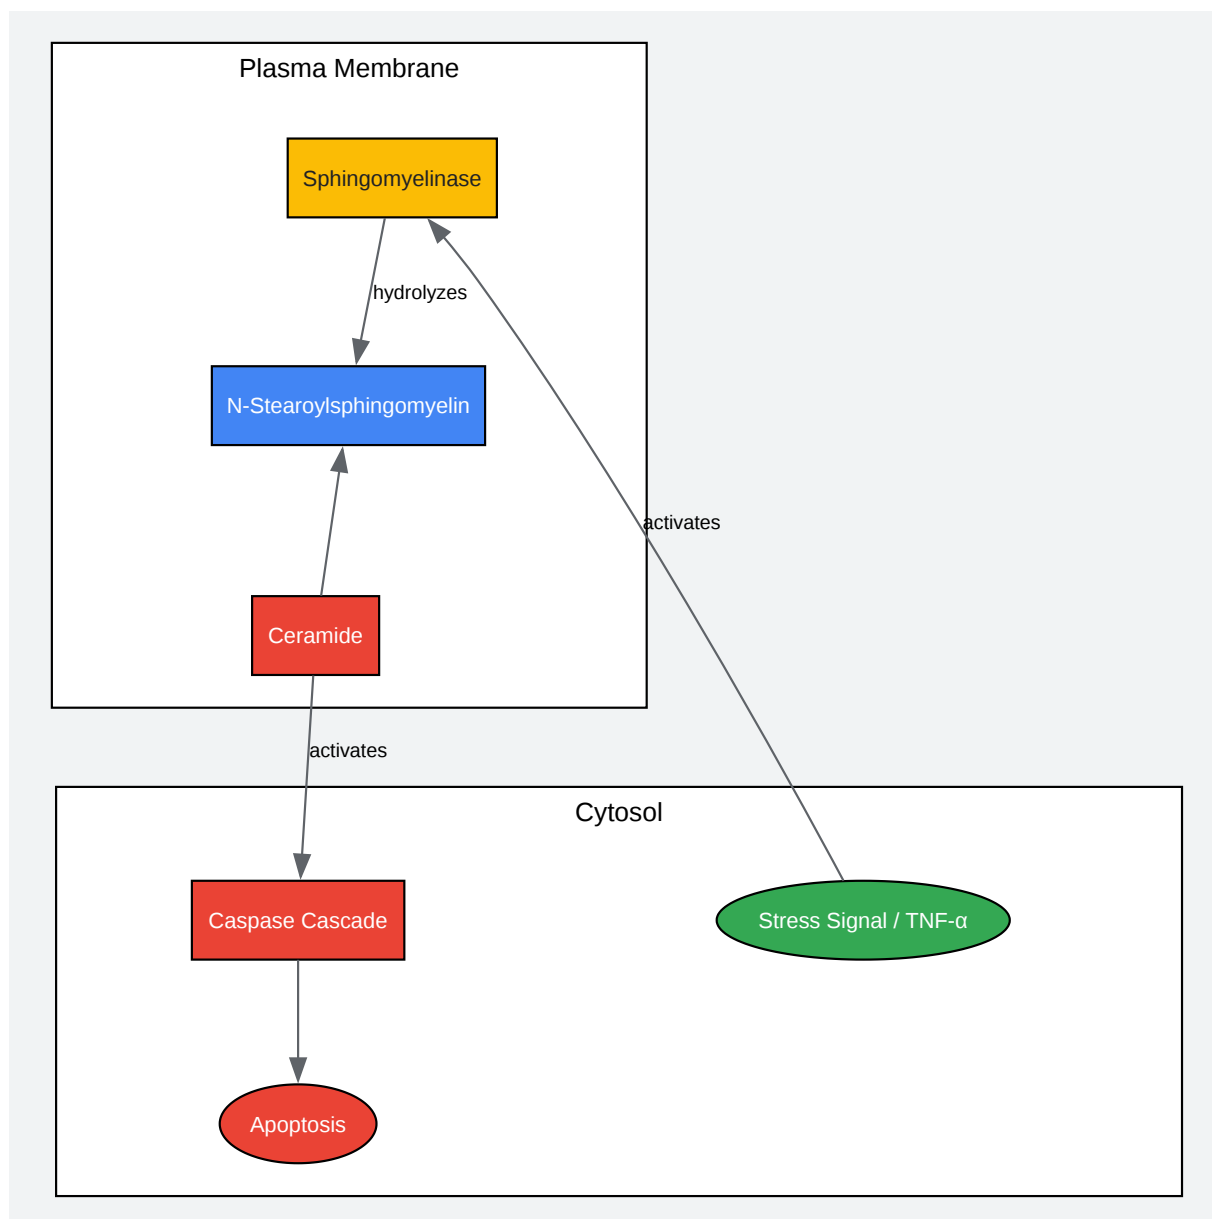 Plasma Membrane
Sphingomyelinase
hydrolyzes
N-Stearoylsphingomyelin
activates
Ceramide
activates
Cytosol
Caspase Cascade
Stress Signal / TNF-α
Apoptosis